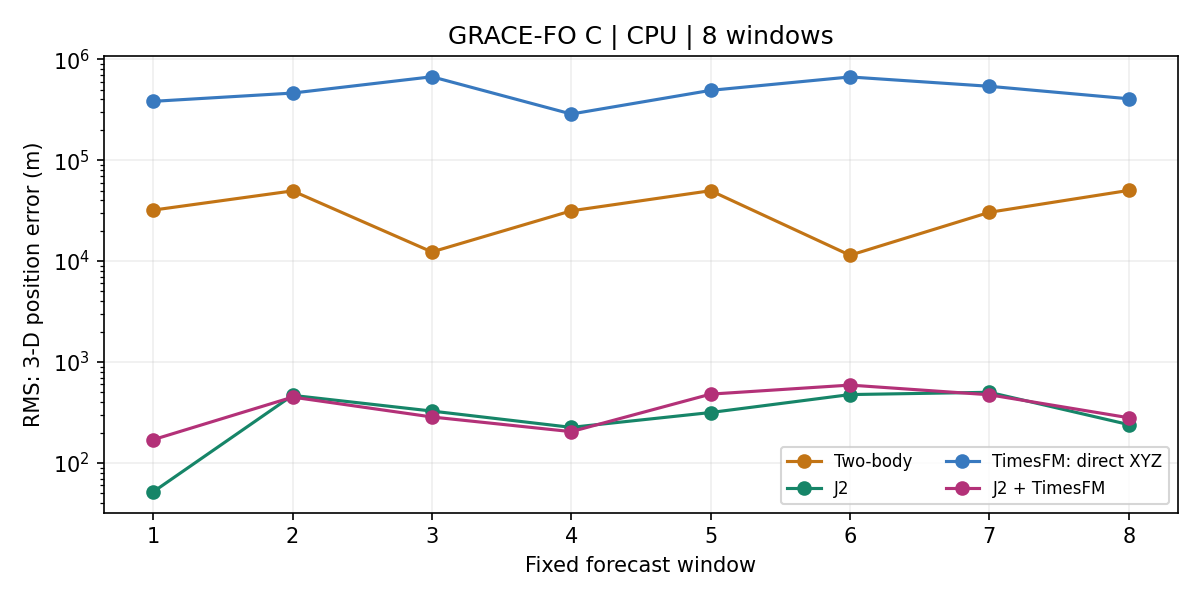 GRACE-FO C | CPU | 8 windows
RMS: 3-D position error (m)
10^6
10^5
10^4
10^3
10^2
Two-body
J2
TimesFM: direct XYZ
J2 + TimesFM
1 2 3 4 5 6 7 8
Fixed forecast window